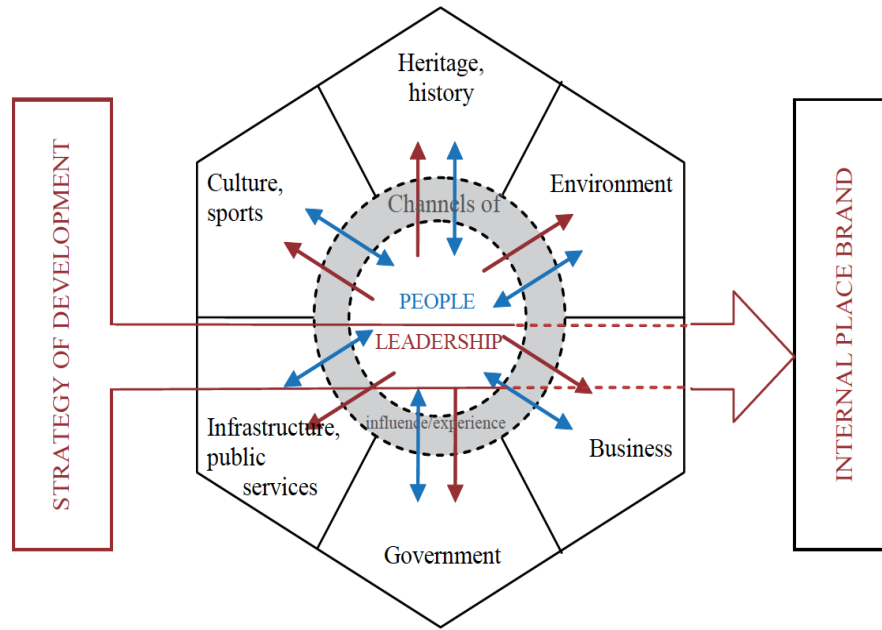 STRATEGY OF DEVELOPMENT
Heritage,
history
Culture,
sports
Environment
Channels of
PEOPLE
LEADERSHIP
influence/experience
Infrastructure,
public
services
Business
Government
INTERNAL PLACE BRAND